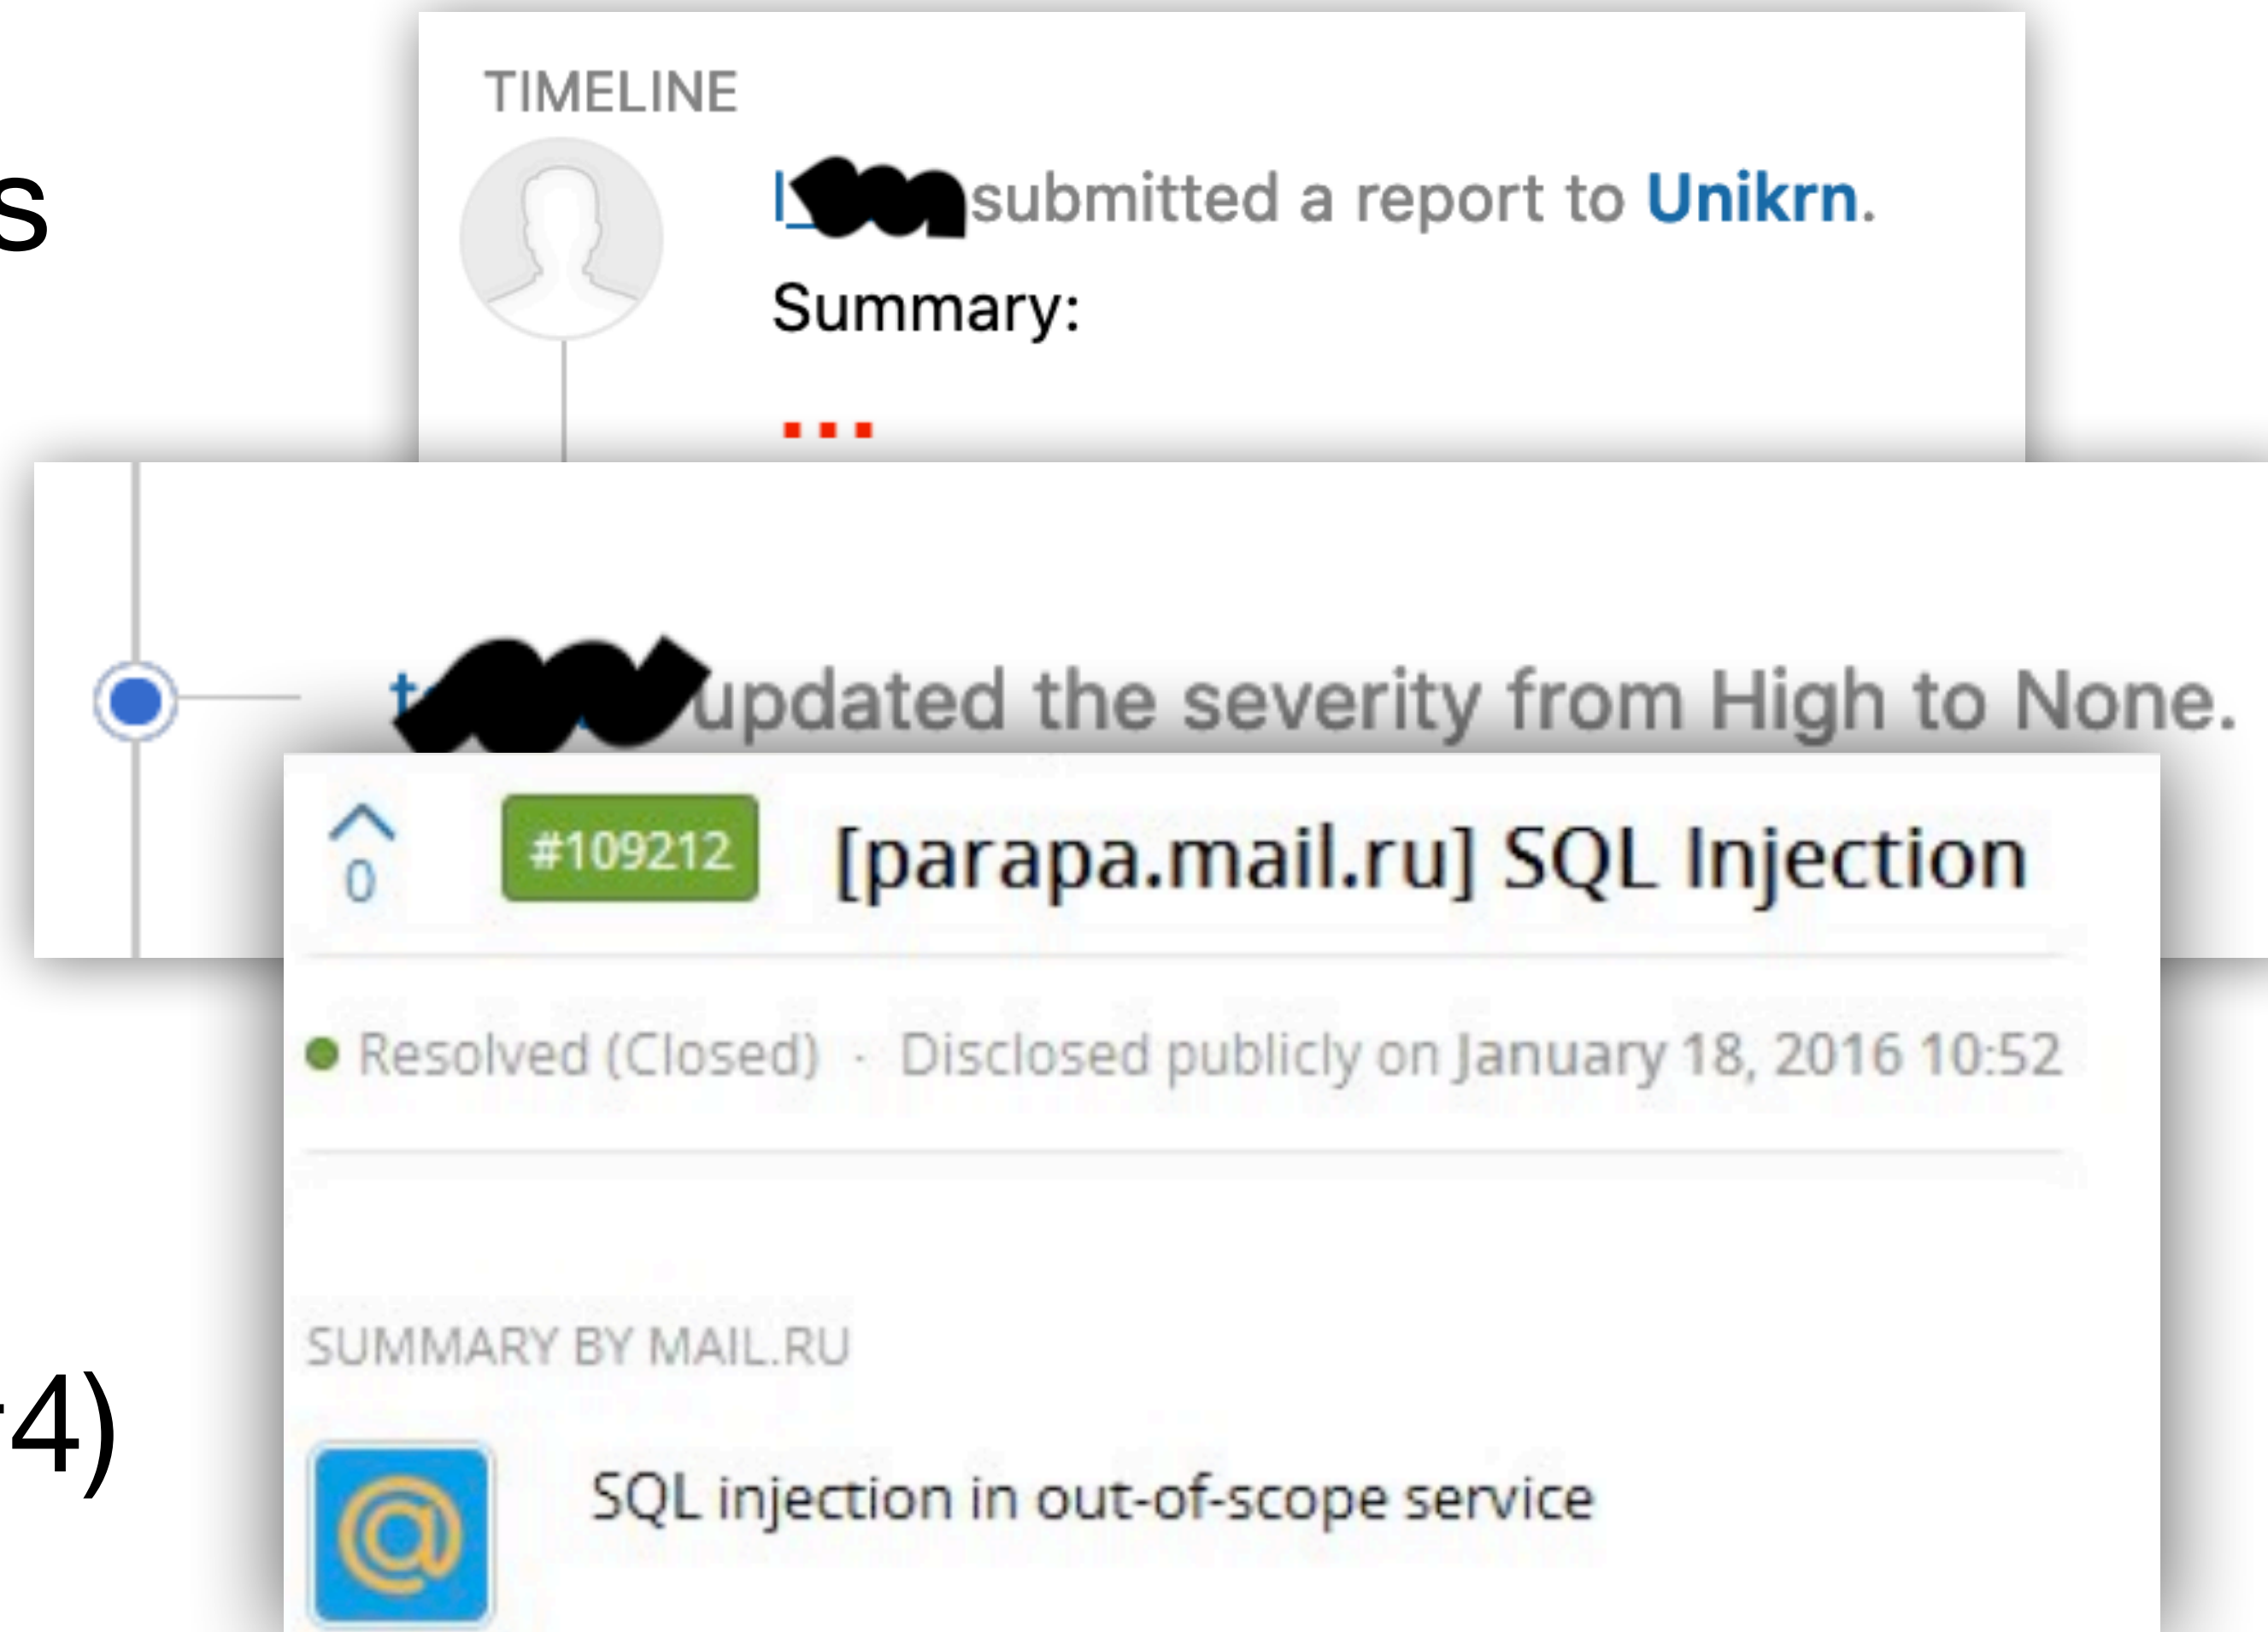 s
TIMELINE
submitted a report to Unikrn.
Summary:
...
updated the severity from High to None.
0
#109212 [parapa.mail.ru] SQL Injection
Resolved (Closed) · Disclosed publicly on January 18, 2016 10:52
SUMMARY BY MAIL.RU
4)
@ SQL injection in out-of-scope service